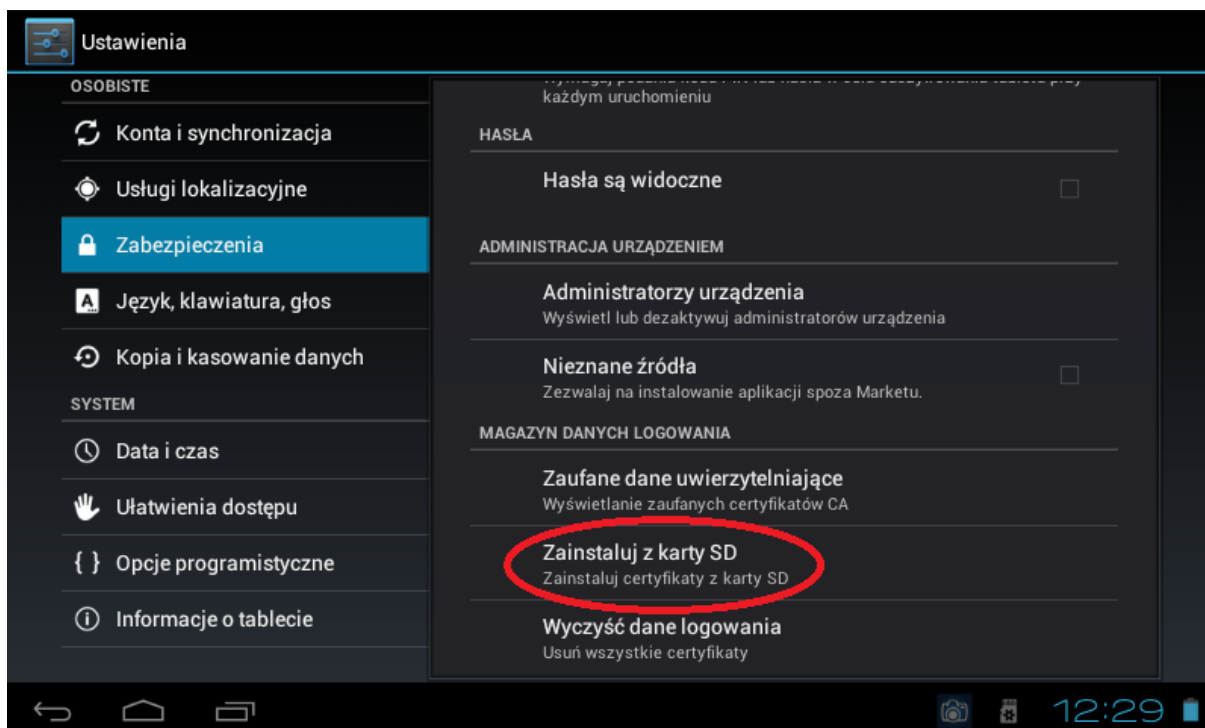 Ustawienia
OSOBISTE
Konta i synchronizacja
Usługi lokalizacyjne
Zabezpieczenia
Język, klawiatura, głos
Kopia i kasowanie danych
SYSTEM
Data i czas
Ułatwienia dostępu
{ } Opcje programistyczne
Informacje o tablecie
każdym uruchomieniu
HASŁA
Hasła są widoczne
ADMINISTRACJA URZĄDZENIEM
Administratorzy urządzenia
Wyświetl lub dezaktywuj administratorów urządzenia
Nieznane źródła
Zezwalaj na instalowanie aplikacji spoza Marketu.
MAGAZYN DANYCH LOGOWANIA
Zaufane dane uwierzytelniające
Wyświetlanie zaufanych certyfikatów CA
Zainstaluj z karty SD
Zainstaluj certyfikaty z karty SD
Wyczyść dane logowania
Usuń wszystkie certyfikaty
12:29